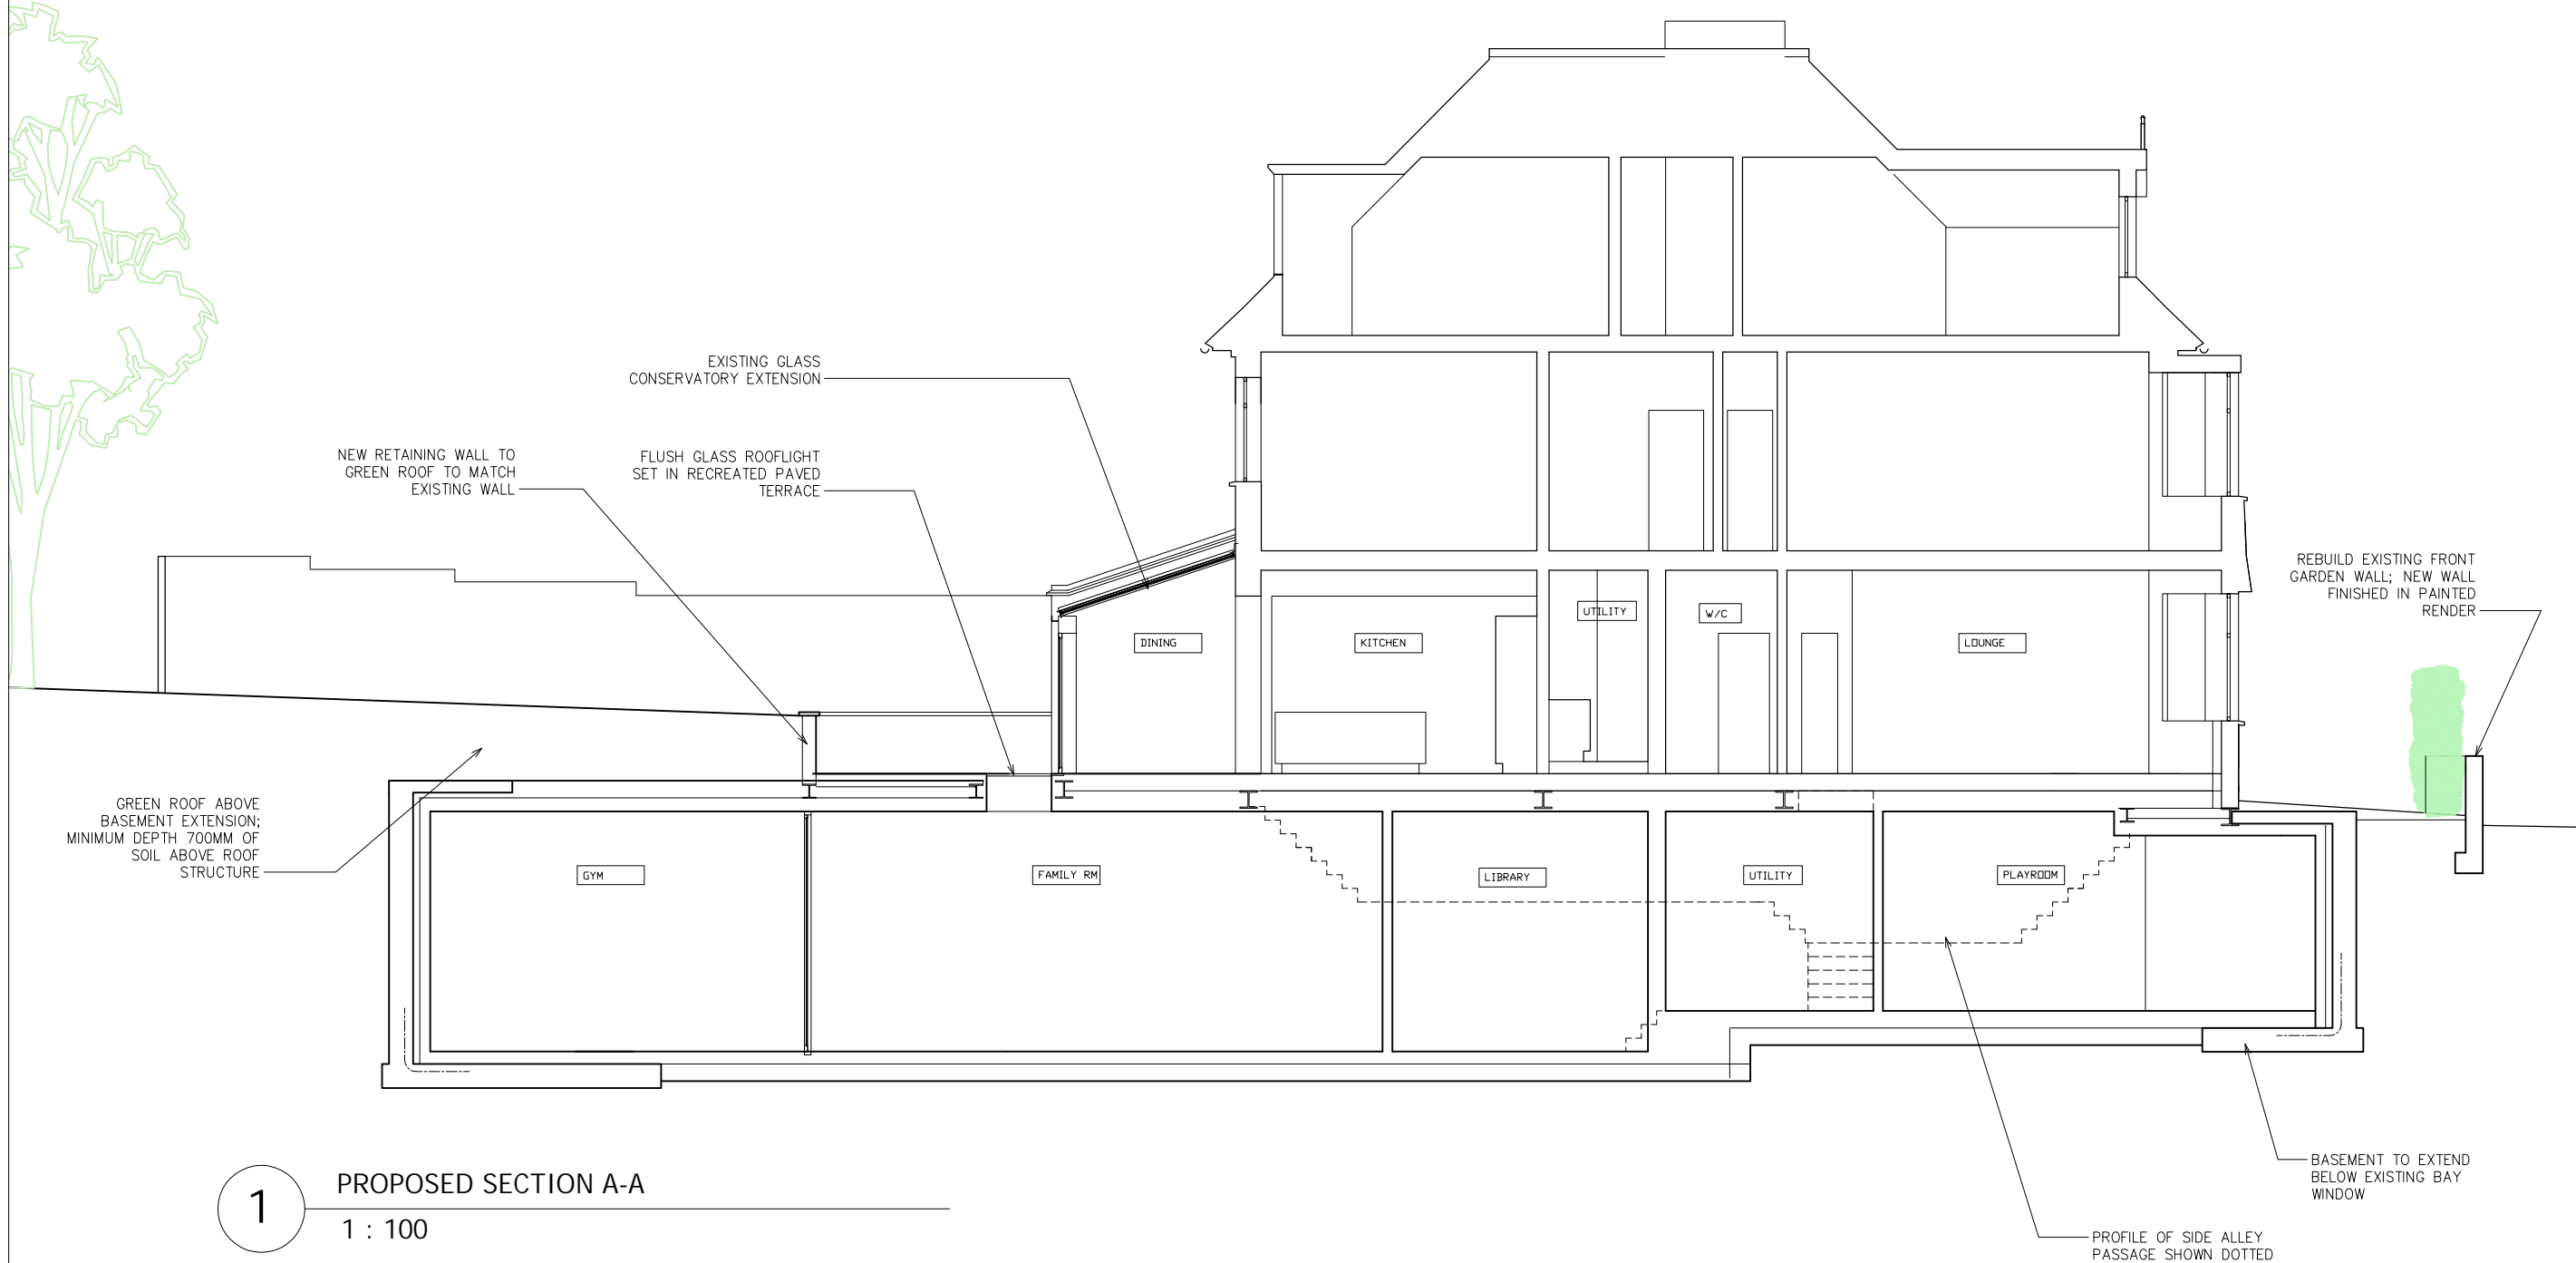 EXISTING GLASS
CONSERVATORY EXTENSION
NEW RETAINING WALL TO
GREEN ROOF TO MATCH
EXISTING WALL
FLUSH GLASS ROOFLIGHT
SET IN RECREATED PAVED
TERRACE
REBUILD EXISTING FRONT
GARDEN WALL; NEW WALL
FINISHED IN PAINTED
RENDER
DINING
KITCHEN
UTILITY
W/C
LOUNGE
GREEN ROOF ABOVE
BASEMENT EXTENSION;
MINIMUM DEPTH 700MM OF
SOIL ABOVE ROOF
STRUCTURE
GYM
FAMILY RM
LIBRARY
UTILITY
PLAYROOM
BASEMENT TO EXTEND
BELOW EXISTING BAY
WINDOW
PROFILE OF SIDE ALLEY
PASSAGE SHOWN DOTTED
1
PROPOSED SECTION A-A
1 : 100